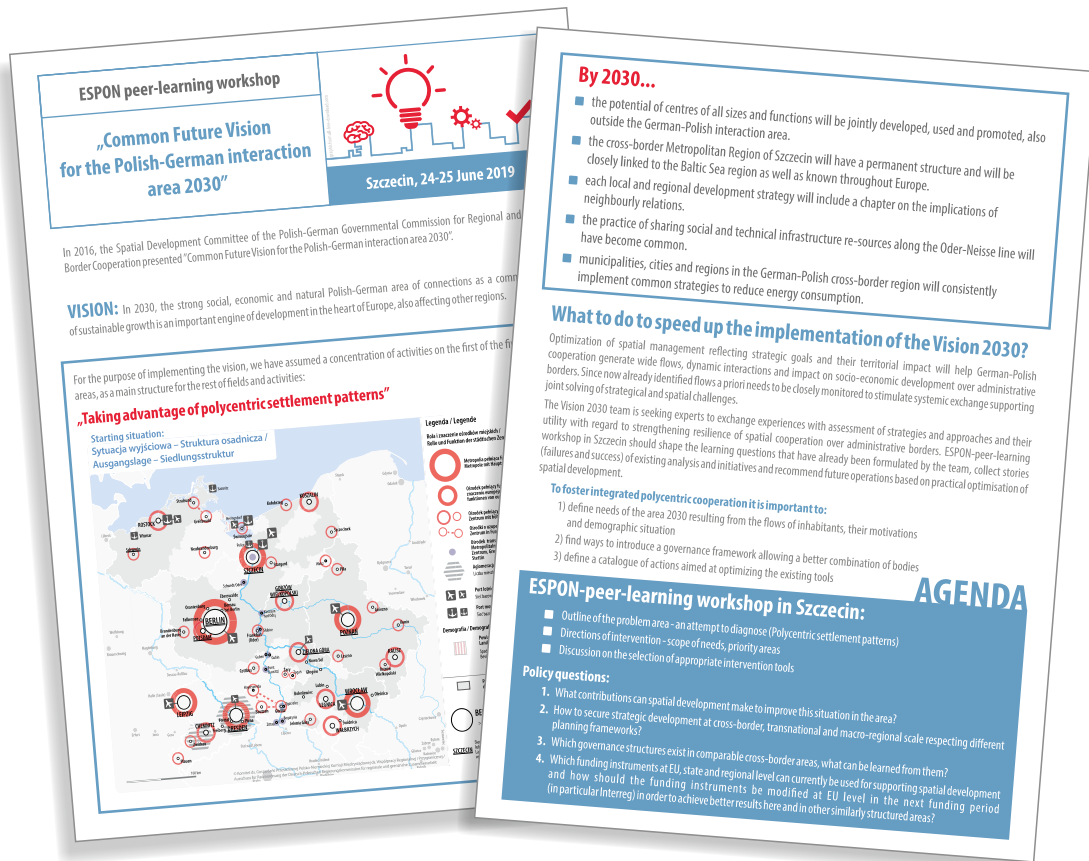 ESPON peer-learning workshop
„Common Future Vision
for the Polish-German interaction
area 2030”
Szczecin, 24-25 June 2019
In 2016, the Spatial Development Committee of the Polish-German Governmental Commission for Regional and
Border Cooperation presented "Common Future Vision for the Polish-German interaction area 2030".
VISION: In 2030, the strong social, economic and natural Polish-German area of connections as a
of sustainable growth is an important engine of development in the heart of Europe, also affecting other regions.
For the purpose of implementing the vision, we have assumed a concentration of activities on the first of the
areas, as a main structure for the rest of fields and activities:
„Taking advantage of polycentric settlement patterns”
Starting situation:
Sytuacja wyjściowa – Struktura osadnicza /
Ausgangslage – Siedlungsstruktur
Legenda / Legende
KOSZALIN
ROSTOCK
SZCZECIN
GORZÓW
WIELKOPOLSKI
BERLIN
POTSDAM
POZNAŃ
ZIELONA GÓRA
KALISZ
LEIPZIG
WROCŁAW
LEGNICA
DRESDEN
CHEMNITZ
WAŁBRZYCH
SZCZECIN
By 2030...
the potential of centres of all sizes and functions will be jointly developed, used and promoted, also
outside the German-Polish interaction area.
the cross-border Metropolitan Region of Szczecin will have a permanent structure and will be
closely linked to the Baltic Sea region as well as known throughout Europe.
each local and regional development strategy will include a chapter on the implications of
neighbourly relations.
the practice of sharing social and technical infrastructure re-sources along the Oder-Neisse line will
have become common.
municipalities, cities and regions in the German-Polish cross-border region will consistently
implement common strategies to reduce energy consumption.
What to do to speed up the implementation of the Vision 2030?
Optimization of spatial management reflecting strategic goals and their territorial impact will help German-Polish
cooperation generate wide flows, dynamic interactions and impact on socio-economic development over administrative
borders. Since now already identified flows a priori needs to be closely monitored to stimulate systemic exchange supporting
joint solving of strategical and spatial challenges.
The Vision 2030 team is seeking experts to exchange experiences with assessment of strategies and approaches and their
utility with regard to strengthening resilience of spatial cooperation over administrative borders. ESPON-peer-learning
workshop in Szczecin should shape the learning questions that have already been formulated by the team, collect stories
(failures and success) of existing analysis and initiatives and recommend future operations based on practical optimisation of
spatial development.
To foster integrated polycentric cooperation it is important to:
1) define needs of the area 2030 resulting from the flows of inhabitants, their motivations
and demographic situation
2) find ways to introduce a governance framework allowing a better combination of bodies
3) define a catalogue of actions aimed at optimizing the existing tools
AGENDA
ESPON-peer-learning workshop in Szczecin:
Outline of the problem area – an attempt to diagnose (Polycentric settlement patterns)
Directions of intervention – scope of needs, priority areas
Discussion on the selection of appropriate intervention tools
Policy questions:
1. What contributions can spatial development make to improve this situation in the area?
2. How to secure strategic development at cross-border, transnational and macro-regional scale respecting different
planning frameworks?
3. Which governance structures exist in comparable cross-border areas, what can be learned from them?
4. Which funding instruments at EU, state and regional level can currently be used for supporting spatial development
and how should the funding instruments be modified at EU level in the next funding period
(in particular Interreg) in order to achieve better results here and in other similarly structured areas?